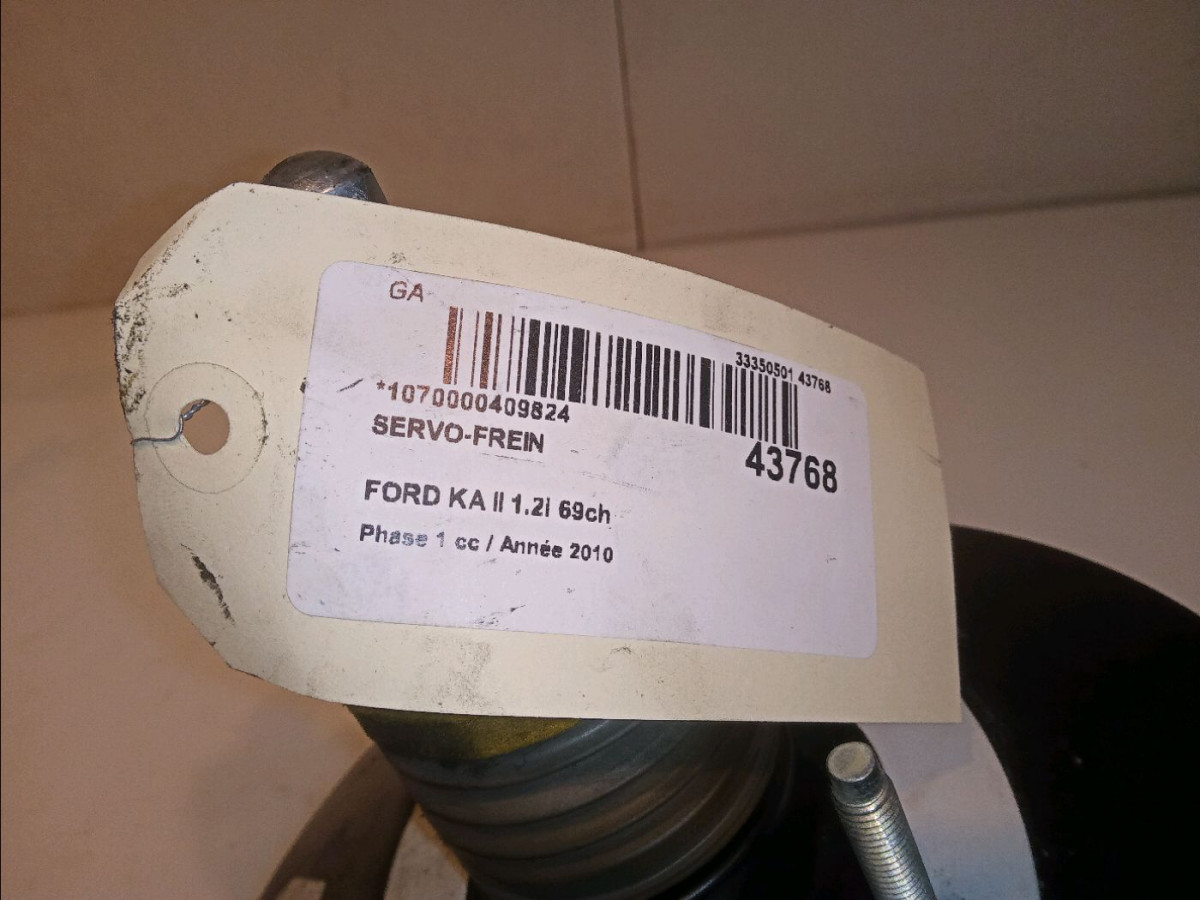 GA
33350501 43768
*1070000409824
SERVO-FREIN
43768
FORD KA II 1.2i 69ch
Phase 1 cc / Année 2010